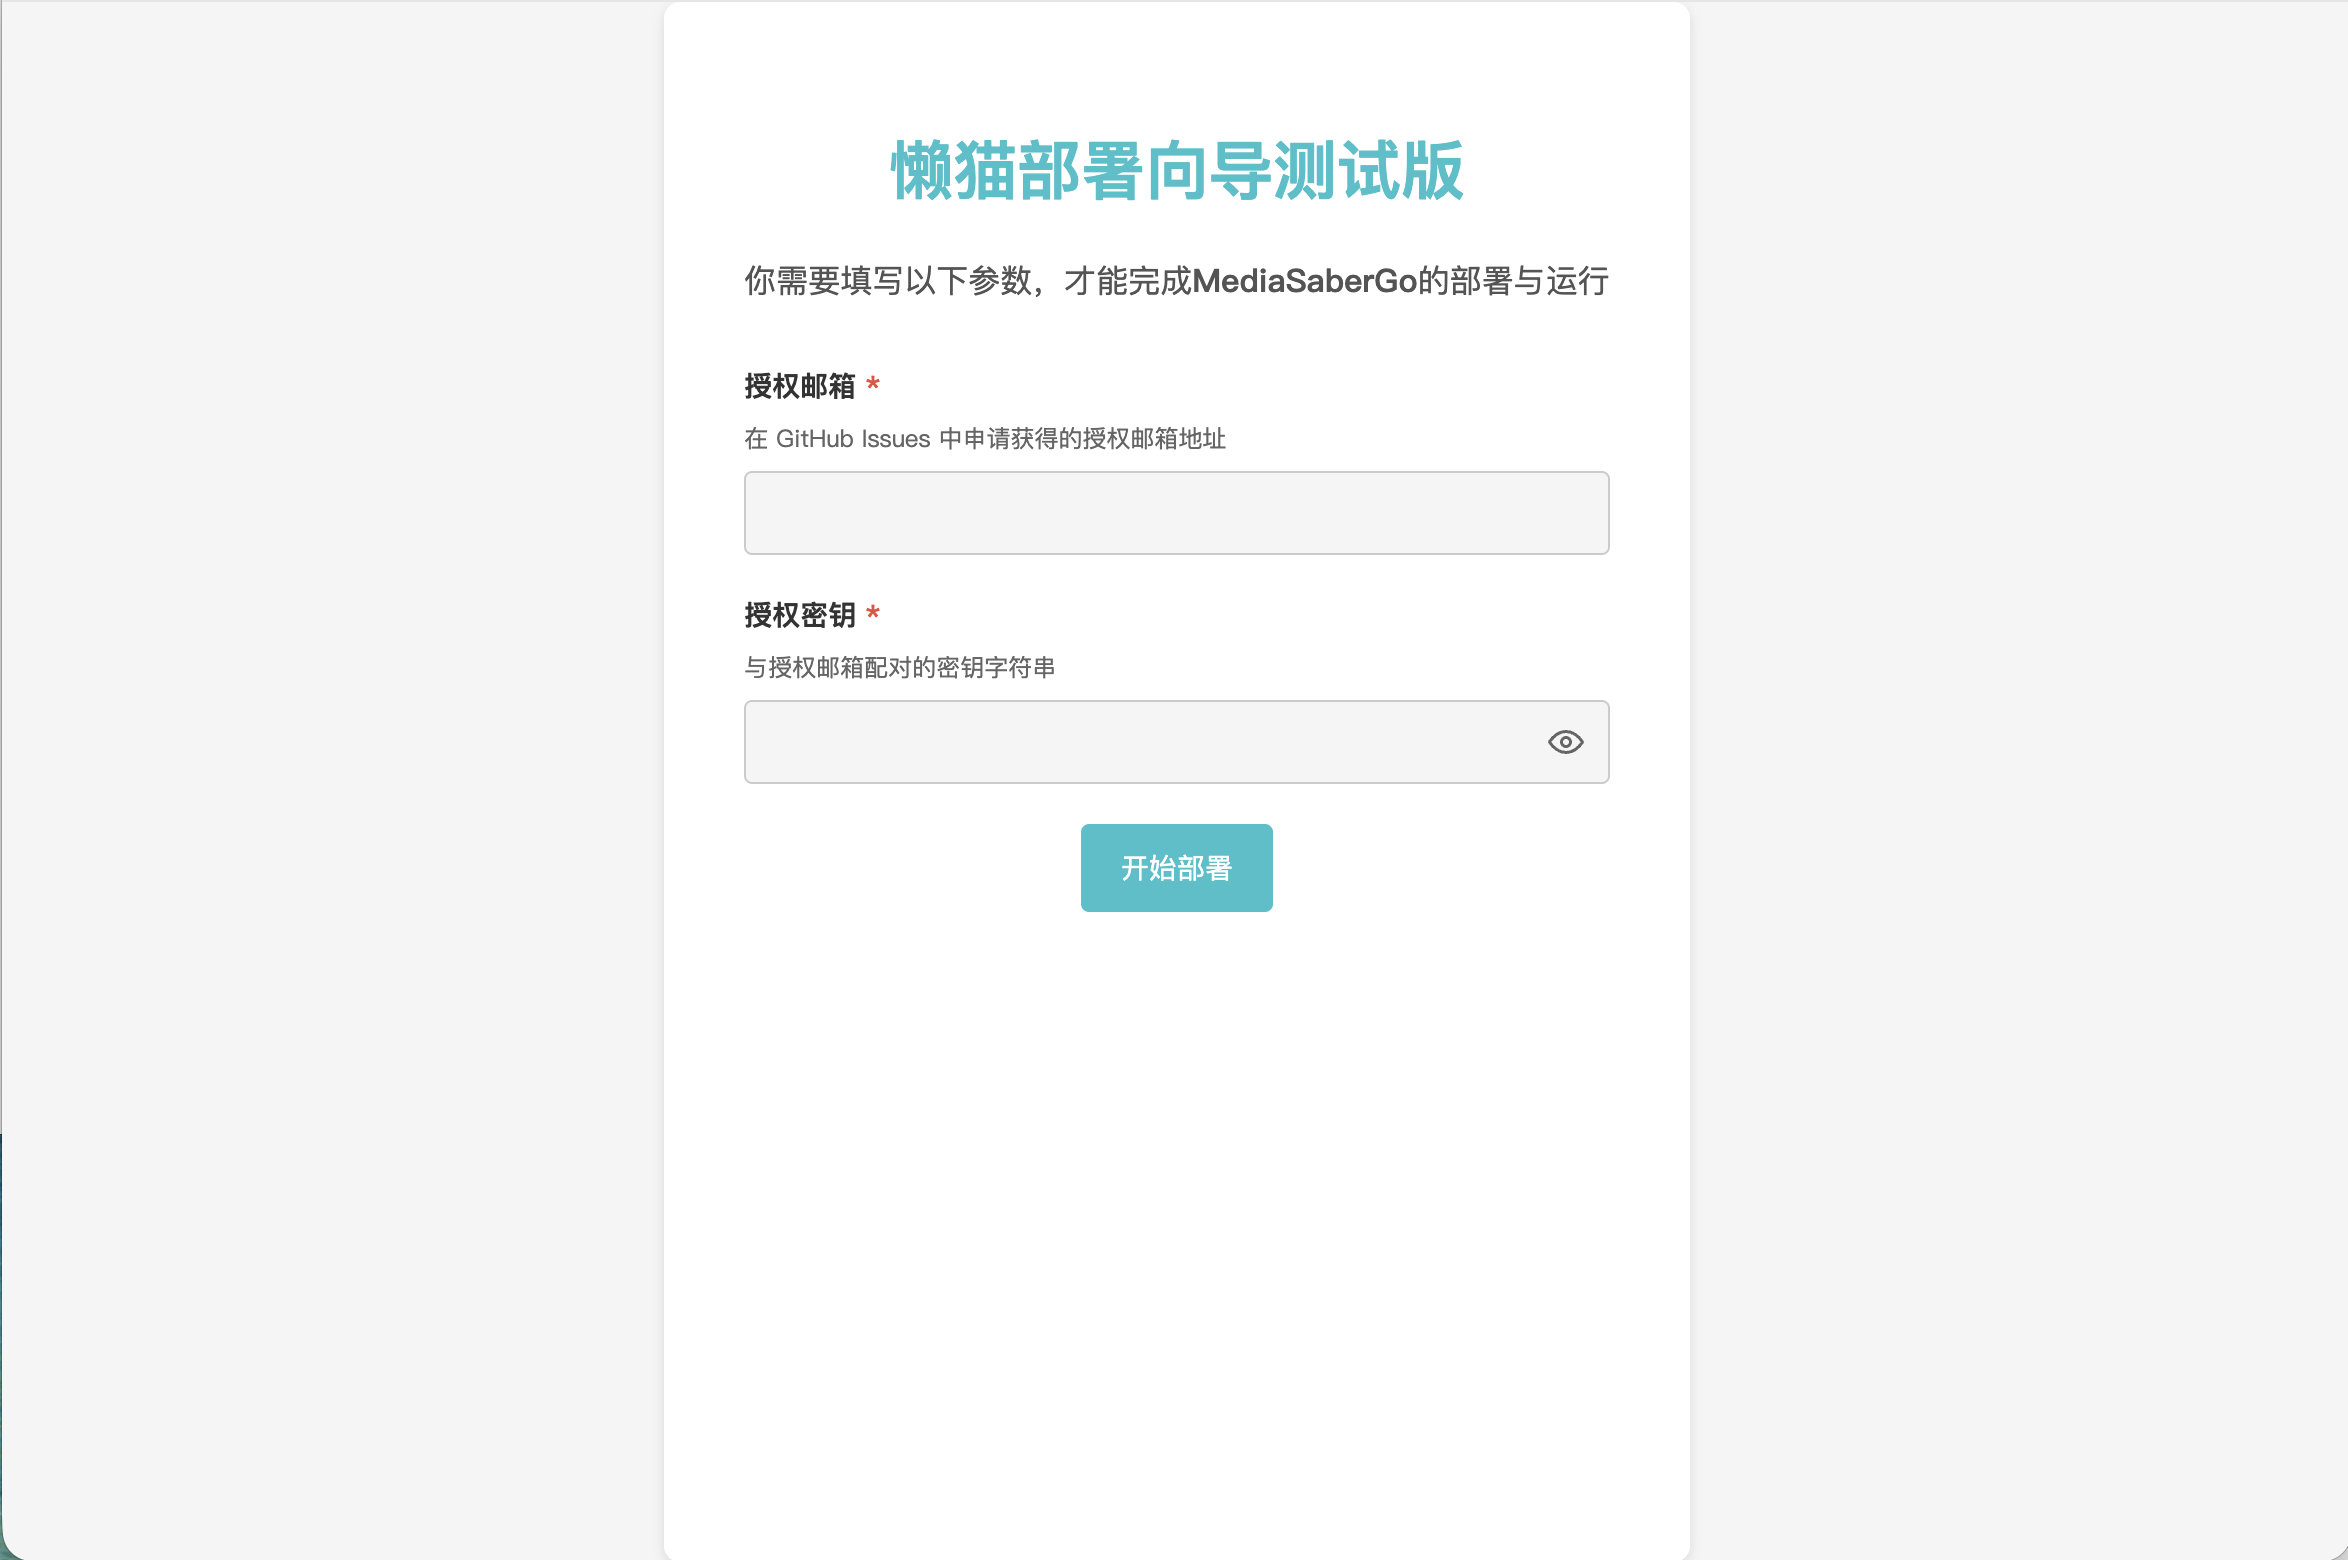 懒猫部署向导测试版
你需要填写以下参数，才能完成MediaSaberGo的部署与运行
授权邮箱 *
在 GitHub Issues 中申请获得的授权邮箱地址
授权密钥 *
与授权邮箱配对的密钥字符串
开始部署